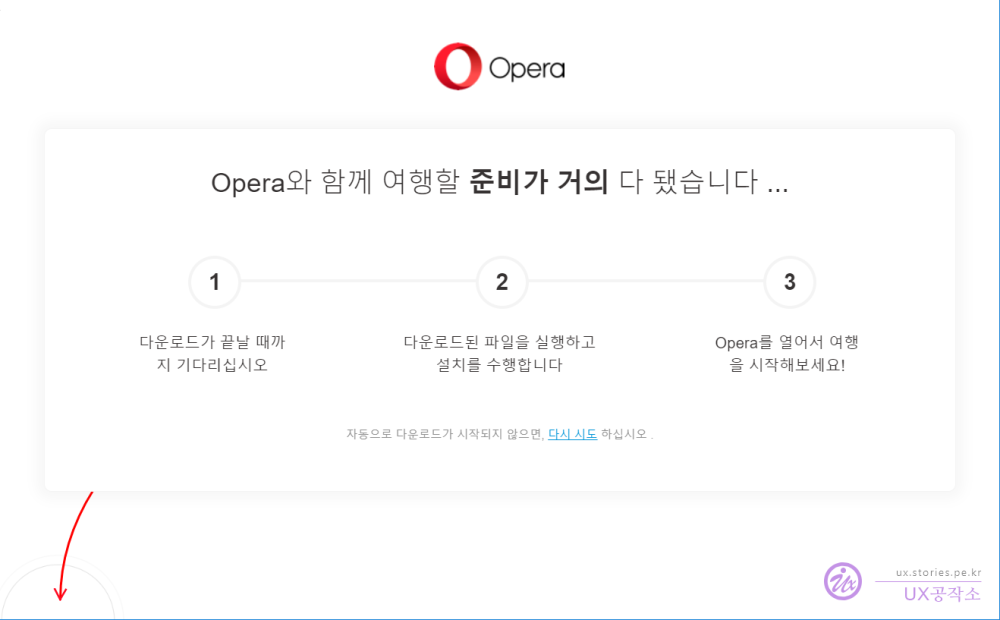 Opera
Opera와 함께 여행할 준비가 거의 다 됐습니다 ...
1
2
3
다운로드가 끝날 때까
지 기다리십시오
다운로드된 파일을 실행하고
설치를 수행합니다
Opera를 열어서 여행
을 시작해보세요!
자동으로 다운로드가 시작되지 않으면, 다시 시도 하십시오 .
Ux
ux.stories.pe.kr
UX공작소